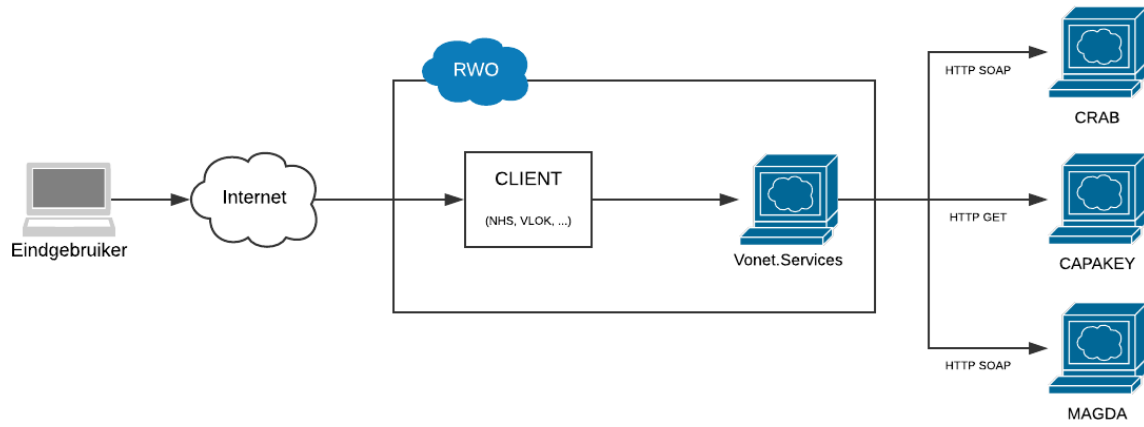 RWO
HTTP SOAP
CRAB
Internet
CLIENT
(NHS, VLOK, ...)
HTTP GET
Eindgebruiker
Vonet.Services
CAPAKEY
HTTP SOAP
MAGDA